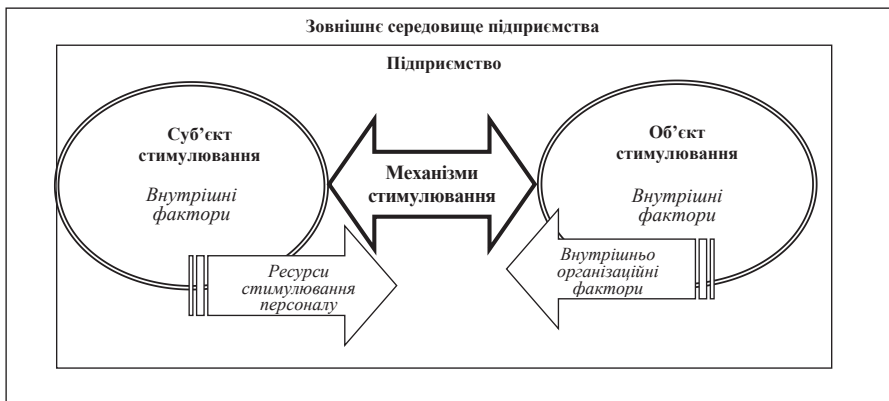 Зовнішнє середовище підприємства
Підприємство
Суб’єкт
стимулювання
Внутрішні
фактори
Механізми
стимулювання
Об’єкт
стимулювання
Внутрішні
фактори
Ресурси
стимулювання
персоналу
Внутрішньо
організаційні
фактори